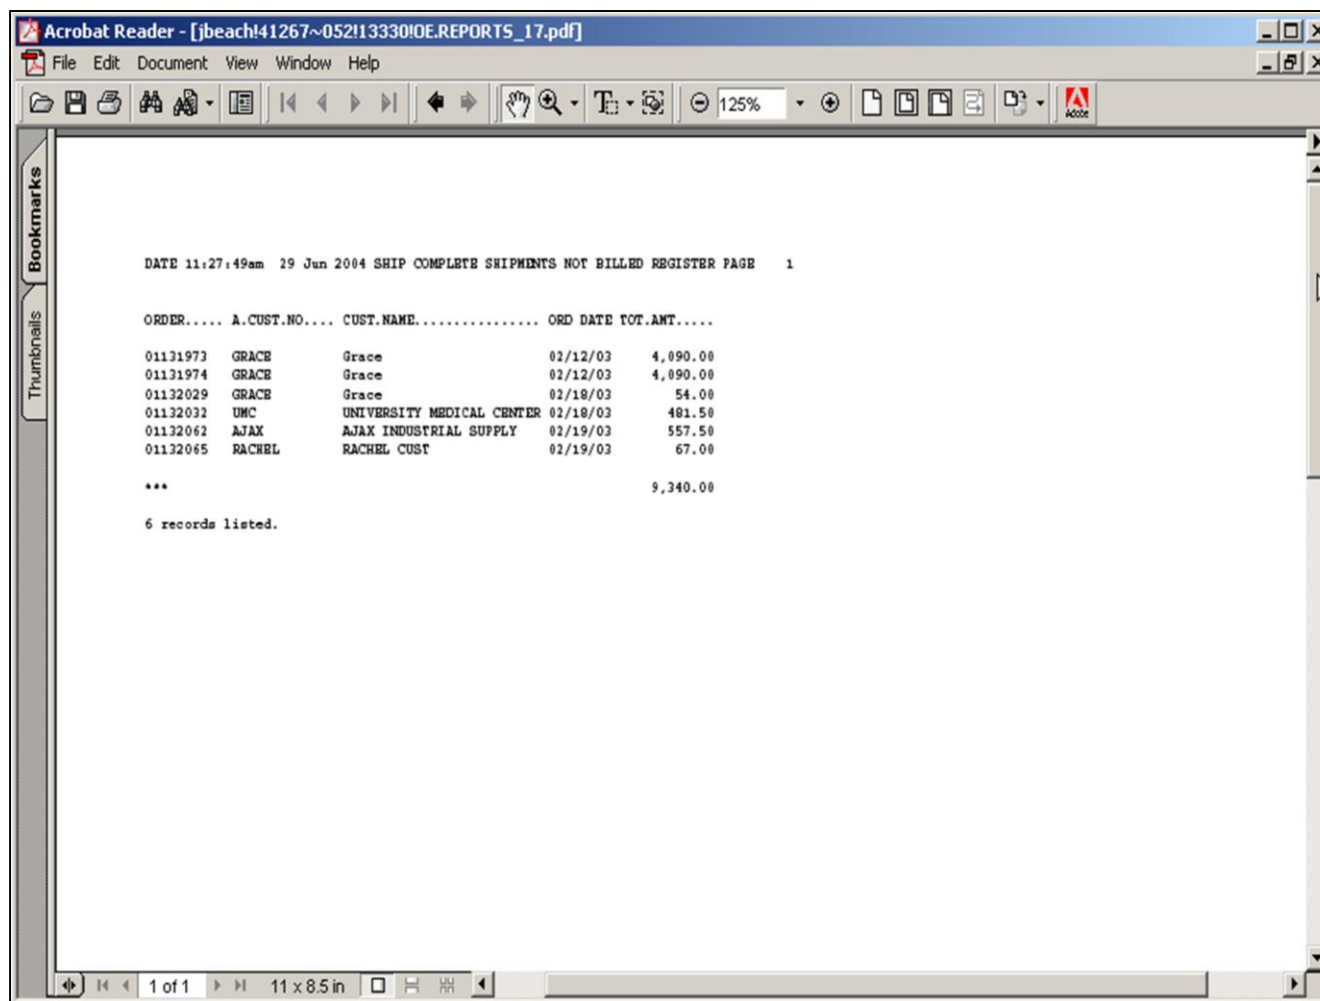 Acrobat Reader - [jbeach!41267~052!13330!OE.REPORTS_17.pdf]
File Edit Document View Window Help
125%
Adobe
Bookmarks
Thumbnails
DATE 11:27:49am 29 Jun 2004 SHIP COMPLETE SHIPMENTS NOT BILLED REGISTER PAGE 1
ORDER..... A.CUST.NO.... CUST.NAME............... ORD DATE TOT.AMT.....
01131973 GRACE Grace 02/12/03 4,090.00
01131974 GRACE Grace 02/12/03 4,090.00
01132029 GRACE Grace 02/18/03 54.00
01132032 UMC UNIVERSITY MEDICAL CENTER 02/18/03 481.50
01132062 AJAX AJAX INDUSTRIAL SUPPLY 02/19/03 557.50
01132065 RACHEL RACHEL CUST 02/19/03 67.00
*** 9,340.00
6 records listed.
1 of 1 11 x 8.5 in